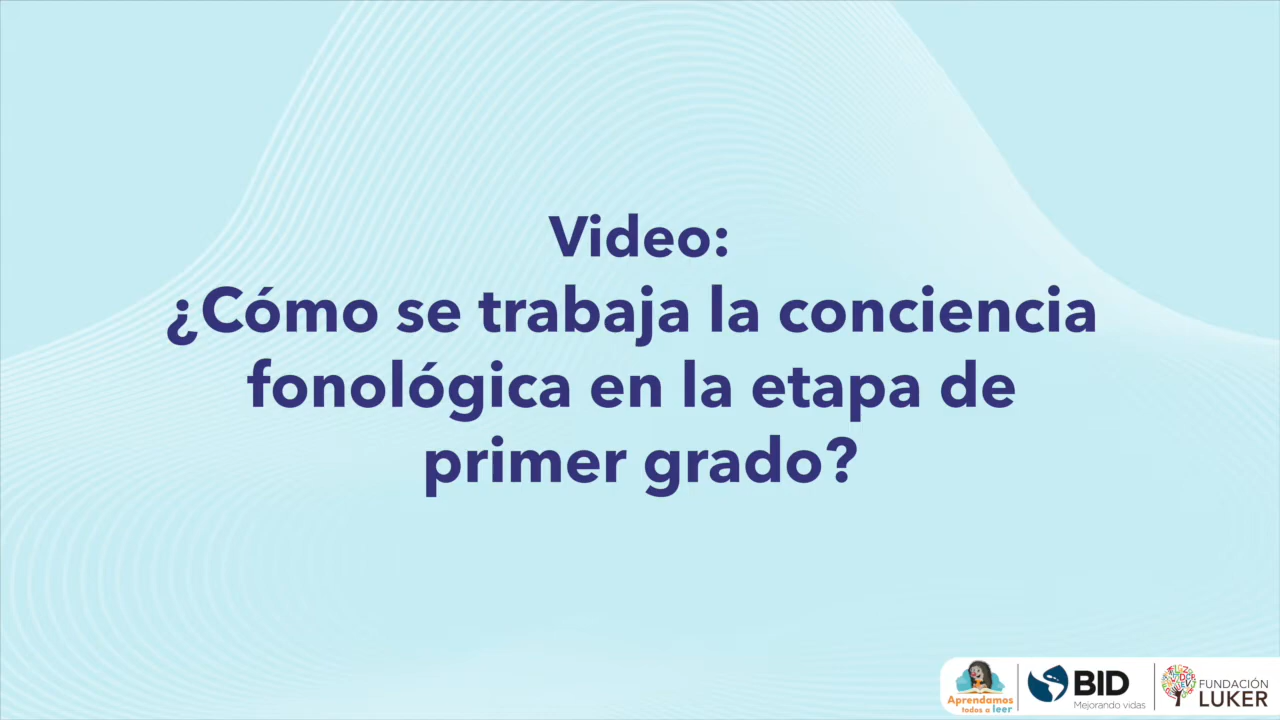 Video:
¿Cómo se trabaja la conciencia
fonológica en la etapa de
primer grado?
Aprendamos
todos a leer
BID
Mejorando vidas
FUNDACIÓN
LUKER